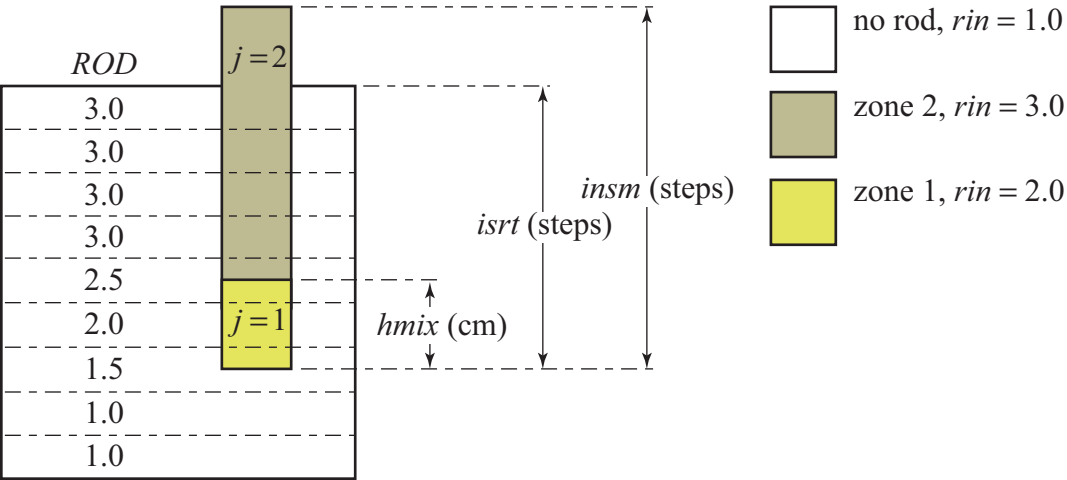 ROD
3.0
3.0
3.0
3.0
2.5
2.0
1.5
1.0
1.0
j = 2
j = 1
hmix (cm)
isrt (steps)
insm (steps)
no rod, rin = 1.0
zone 2, rin = 3.0
zone 1, rin = 2.0